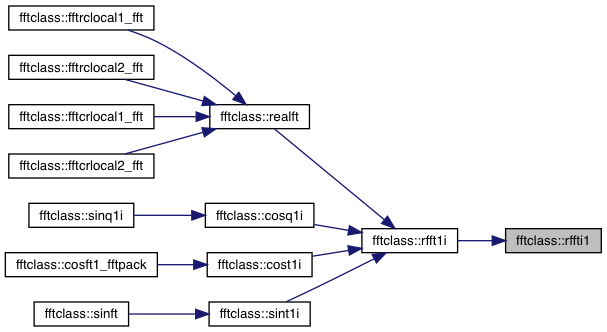 fftclass::fftrclocal1_fft
fftclass::fftrclocal2_fft
fftclass::realft
fftclass::fftcrlocal1_fft
fftclass::fftcrlocal2_fft
fftclass::sinq1i
fftclass::cosq1i
fftclass::rfft1i
fftclass::rffti1
fftclass::cosft1_fftpack
fftclass::cost1i
fftclass::sinft
fftclass::sint1i